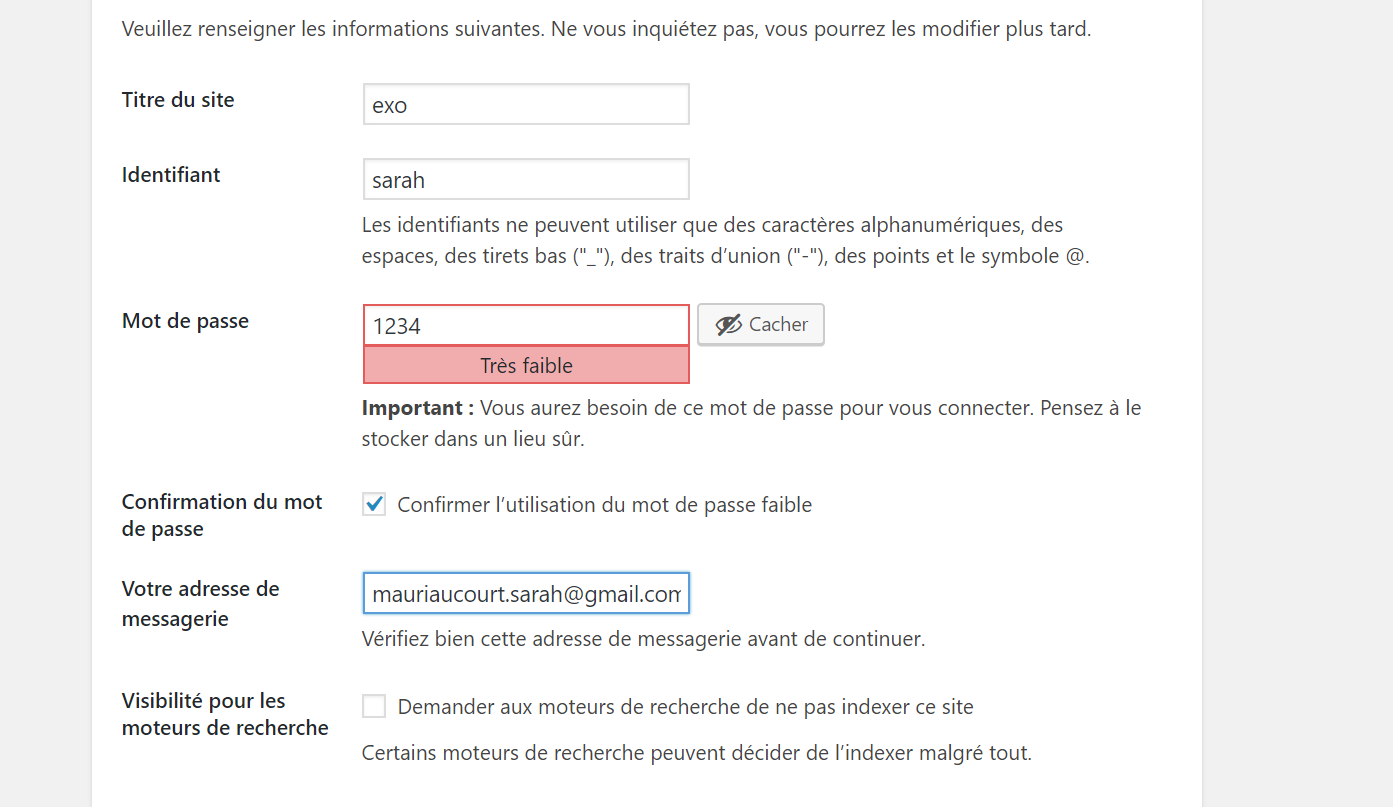 Veuillez renseigner les informations suivantes. Ne vous inquiétez pas, vous pourrez les modifier plus tard.
Titre du site
exo
Identifiant
sarah
Les identifiants ne peuvent utiliser que des caractères alphanumériques, des
espaces, des tirets bas ("_"), des traits d’union ("-"), des points et le symbole @.
Mot de passe
1234
Cacher
Très faible
Important : Vous aurez besoin de ce mot de passe pour vous connecter. Pensez à le
stocker dans un lieu sûr.
Confirmation du mot
de passe
Confirmer l’utilisation du mot de passe faible
Votre adresse de
messagerie
mauriaucourt.sarah@gmail.com
Vérifiez bien cette adresse de messagerie avant de continuer.
Visibilité pour les
moteurs de recherche
Demander aux moteurs de recherche de ne pas indexer ce site
Certains moteurs de recherche peuvent décider de l’indexer malgré tout.